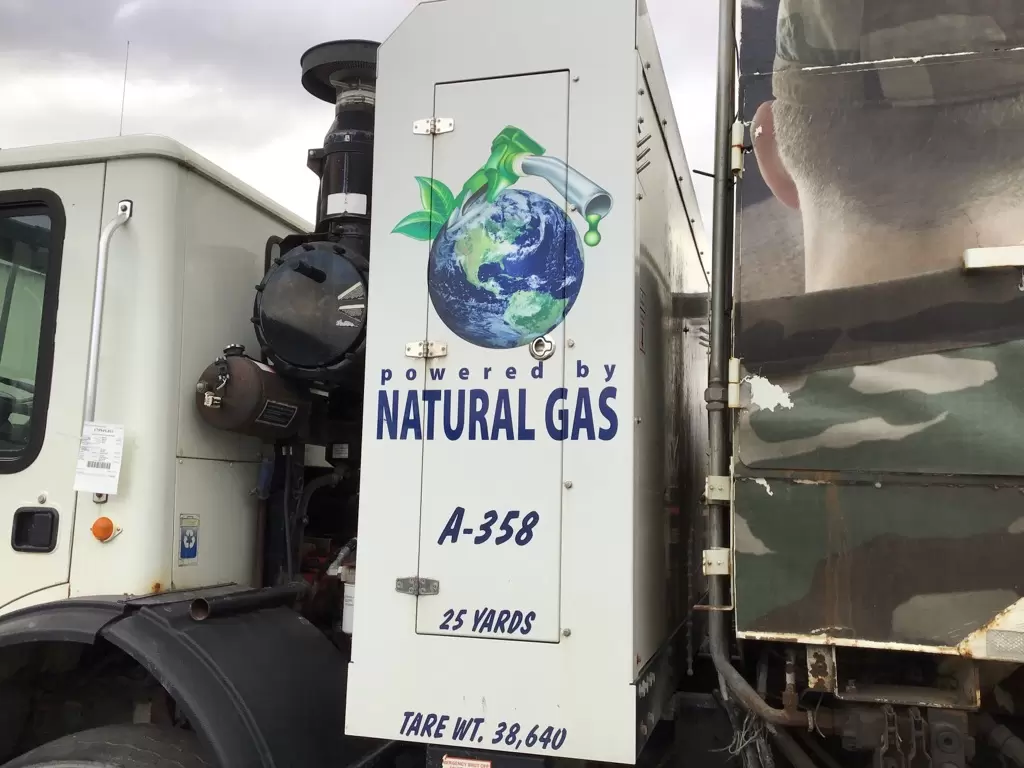 powered by
NATURAL GAS
A-358
25 YARDS
TARE WT. 38,640